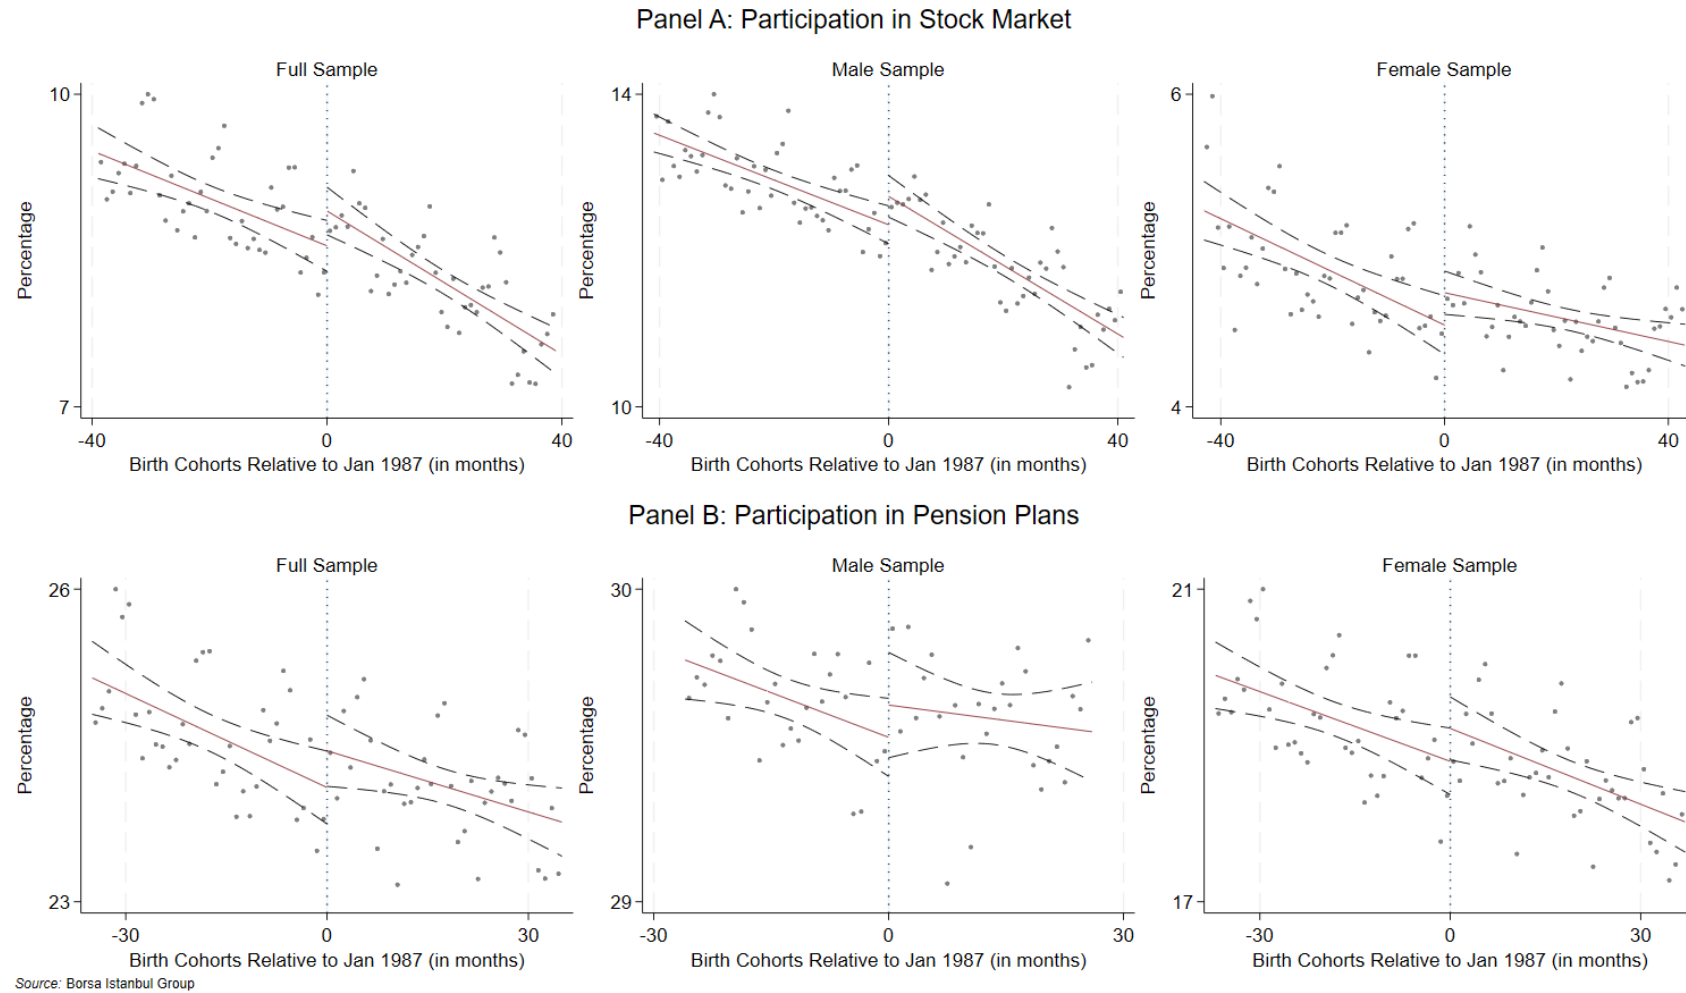 Panel A: Participation in Stock Market
Full Sample
Male Sample
Female Sample
10
7
-40
0
40
Percentage
Birth Cohorts Relative to Jan 1987 (in months)
14
12
10
-40
0
40
Percentage
Birth Cohorts Relative to Jan 1987 (in months)
6
4
-40
0
40
Percentage
Birth Cohorts Relative to Jan 1987 (in months)
Panel B: Participation in Pension Plans
Full Sample
Male Sample
Female Sample
26
23
-30
0
30
Percentage
Birth Cohorts Relative to Jan 1987 (in months)
30
29
-30
0
30
Percentage
Birth Cohorts Relative to Jan 1987 (in months)
21
17
-30
0
30
Percentage
Birth Cohorts Relative to Jan 1987 (in months)
Source: Borsa Istanbul Group